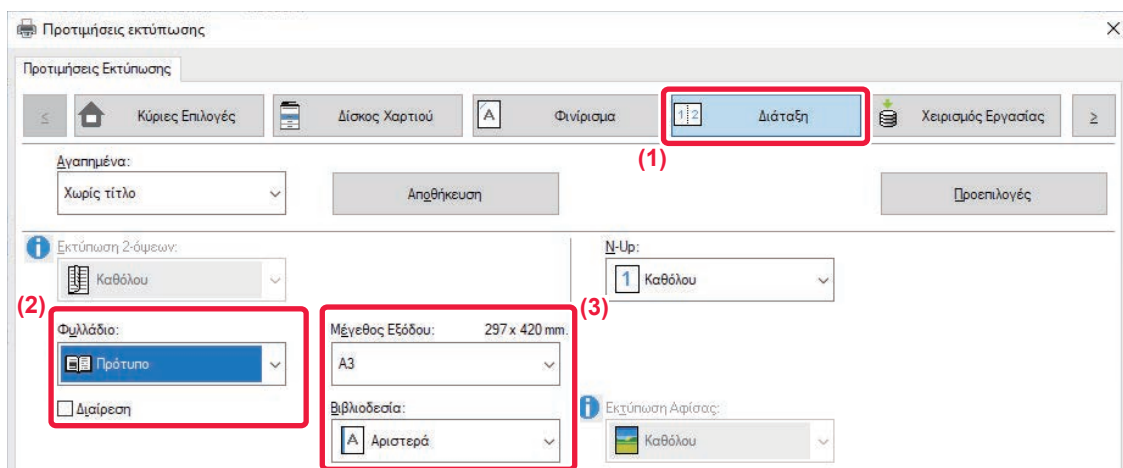 Προτιμήσεις εκτύπωσης
Προτιμήσεις Εκτύπωσης
Κύριες Επιλογές Δίσκος Χαρτιού Φινίρισμα Διάταξη Χειρισμός Εργασίας
(1)
Αγαπημένα:
Χωρίς τίτλο Αποθήκευση Προεπιλογές
Εκτύπωση 2-όψεων: N-Up:
Καθόλου 1 Καθόλου
(2) (3)
Φυλλάδιο: Μέγεθος Εξόδου: 297 x 420 mm.
Πρότυπο A3
Διαίρεση Βιβλιοδεσία: Εκτύπωση Αφίσας:
Αριστερά Καθόλου